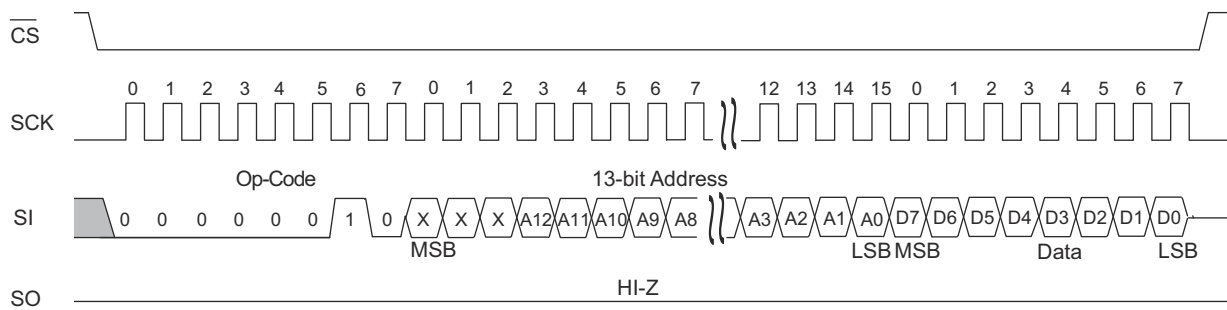 CS
0 1 2 3 4 5 6 7 0 1 2 3 4 5 6 7 12 13 14 15 0 1 2 3 4 5 6 7
SCK
Op-Code 13-bit Address
SI 0 0 0 0 0 0 1 0 X X X A12 A11 A10 A9 A8 A3 A2 A1 A0 D7 D6 D5 D4 D3 D2 D1 D0
MSB LSB MSB Data LSB
HI-Z
SO